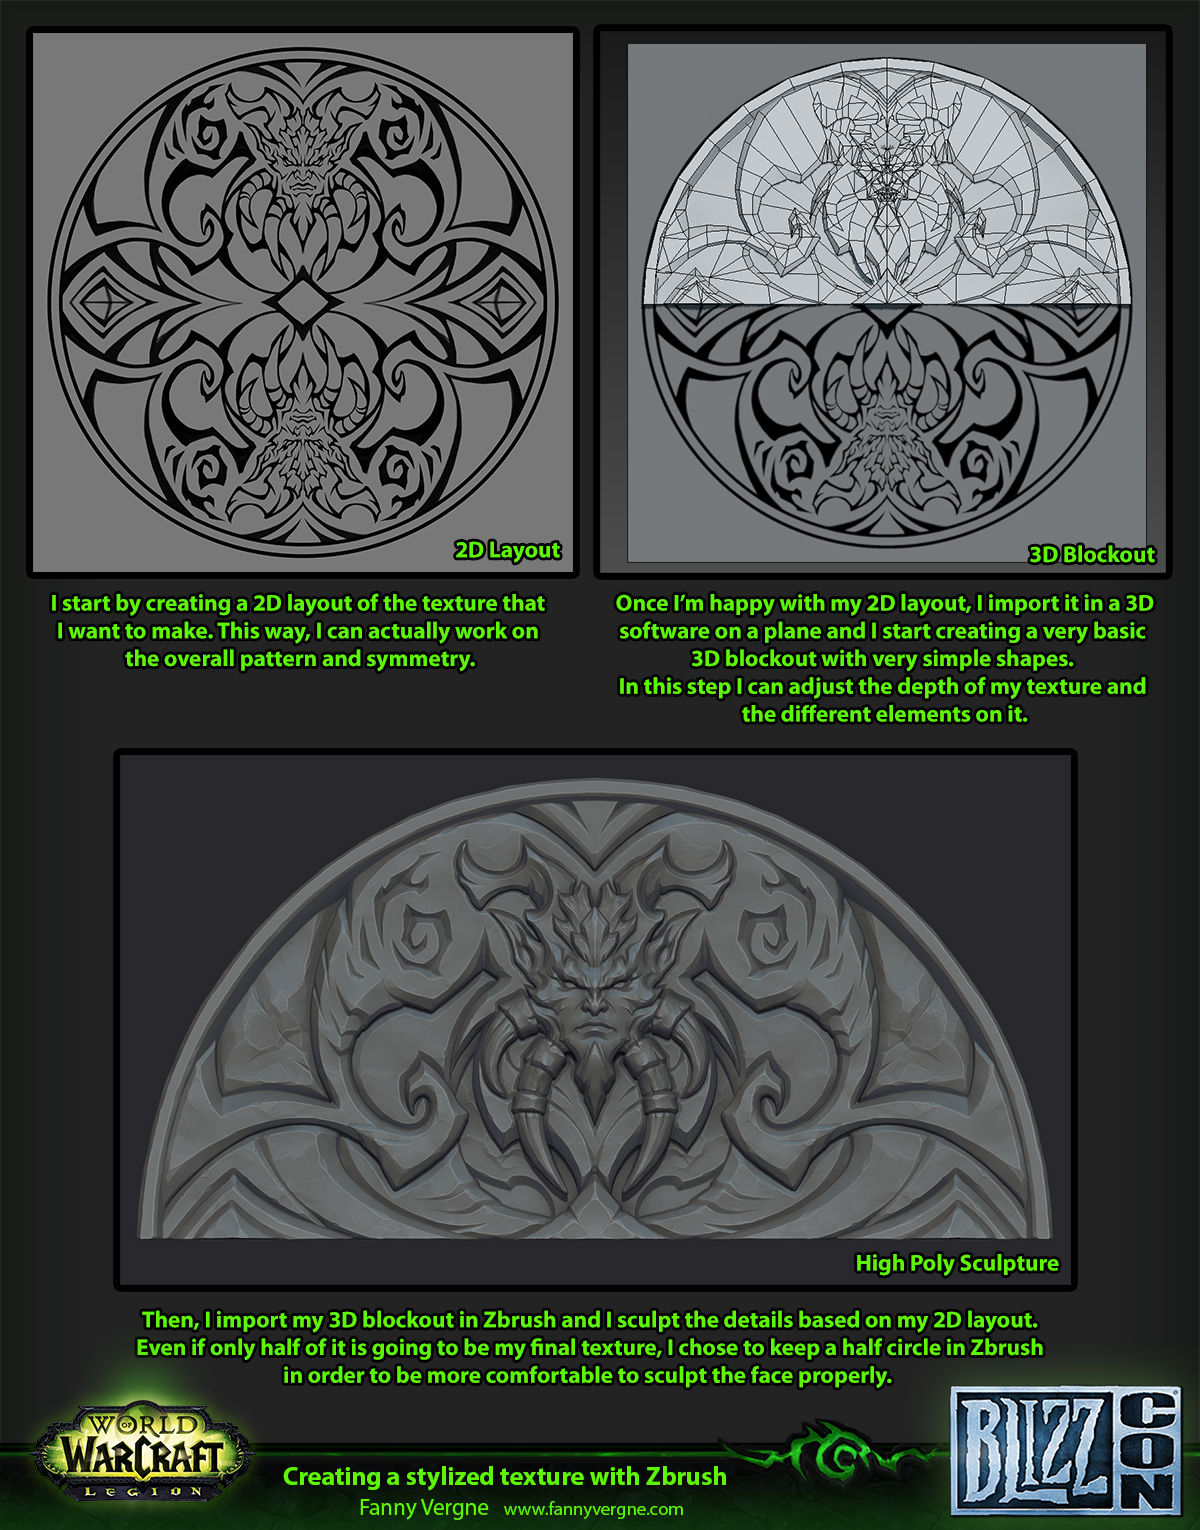 2D Layout
3D Blockout
I start by creating a 2D layout of the texture that
I want to make. This way, I can actually work on
the overall pattern and symmetry.
Once I'm happy with my 2D layout, I import it in a 3D
software on a plane and I start creating a very basic
3D blockout with very simple shapes.
In this step I can adjust the depth of my texture and
the different elements on it.
High Poly Sculpture
Then, I import my 3D blockout in Zbrush and I sculpt the details based on my 2D layout.
Even if only half of it is going to be my final texture, I chose to keep a half circle in Zbrush
in order to be more comfortable to sculpt the face properly.
WORLD
OF
WARCRAFT
LEGION
Creating a stylized texture with Zbrush
Fanny Vergne www.fannyvergne.com
BLIZZ
CON